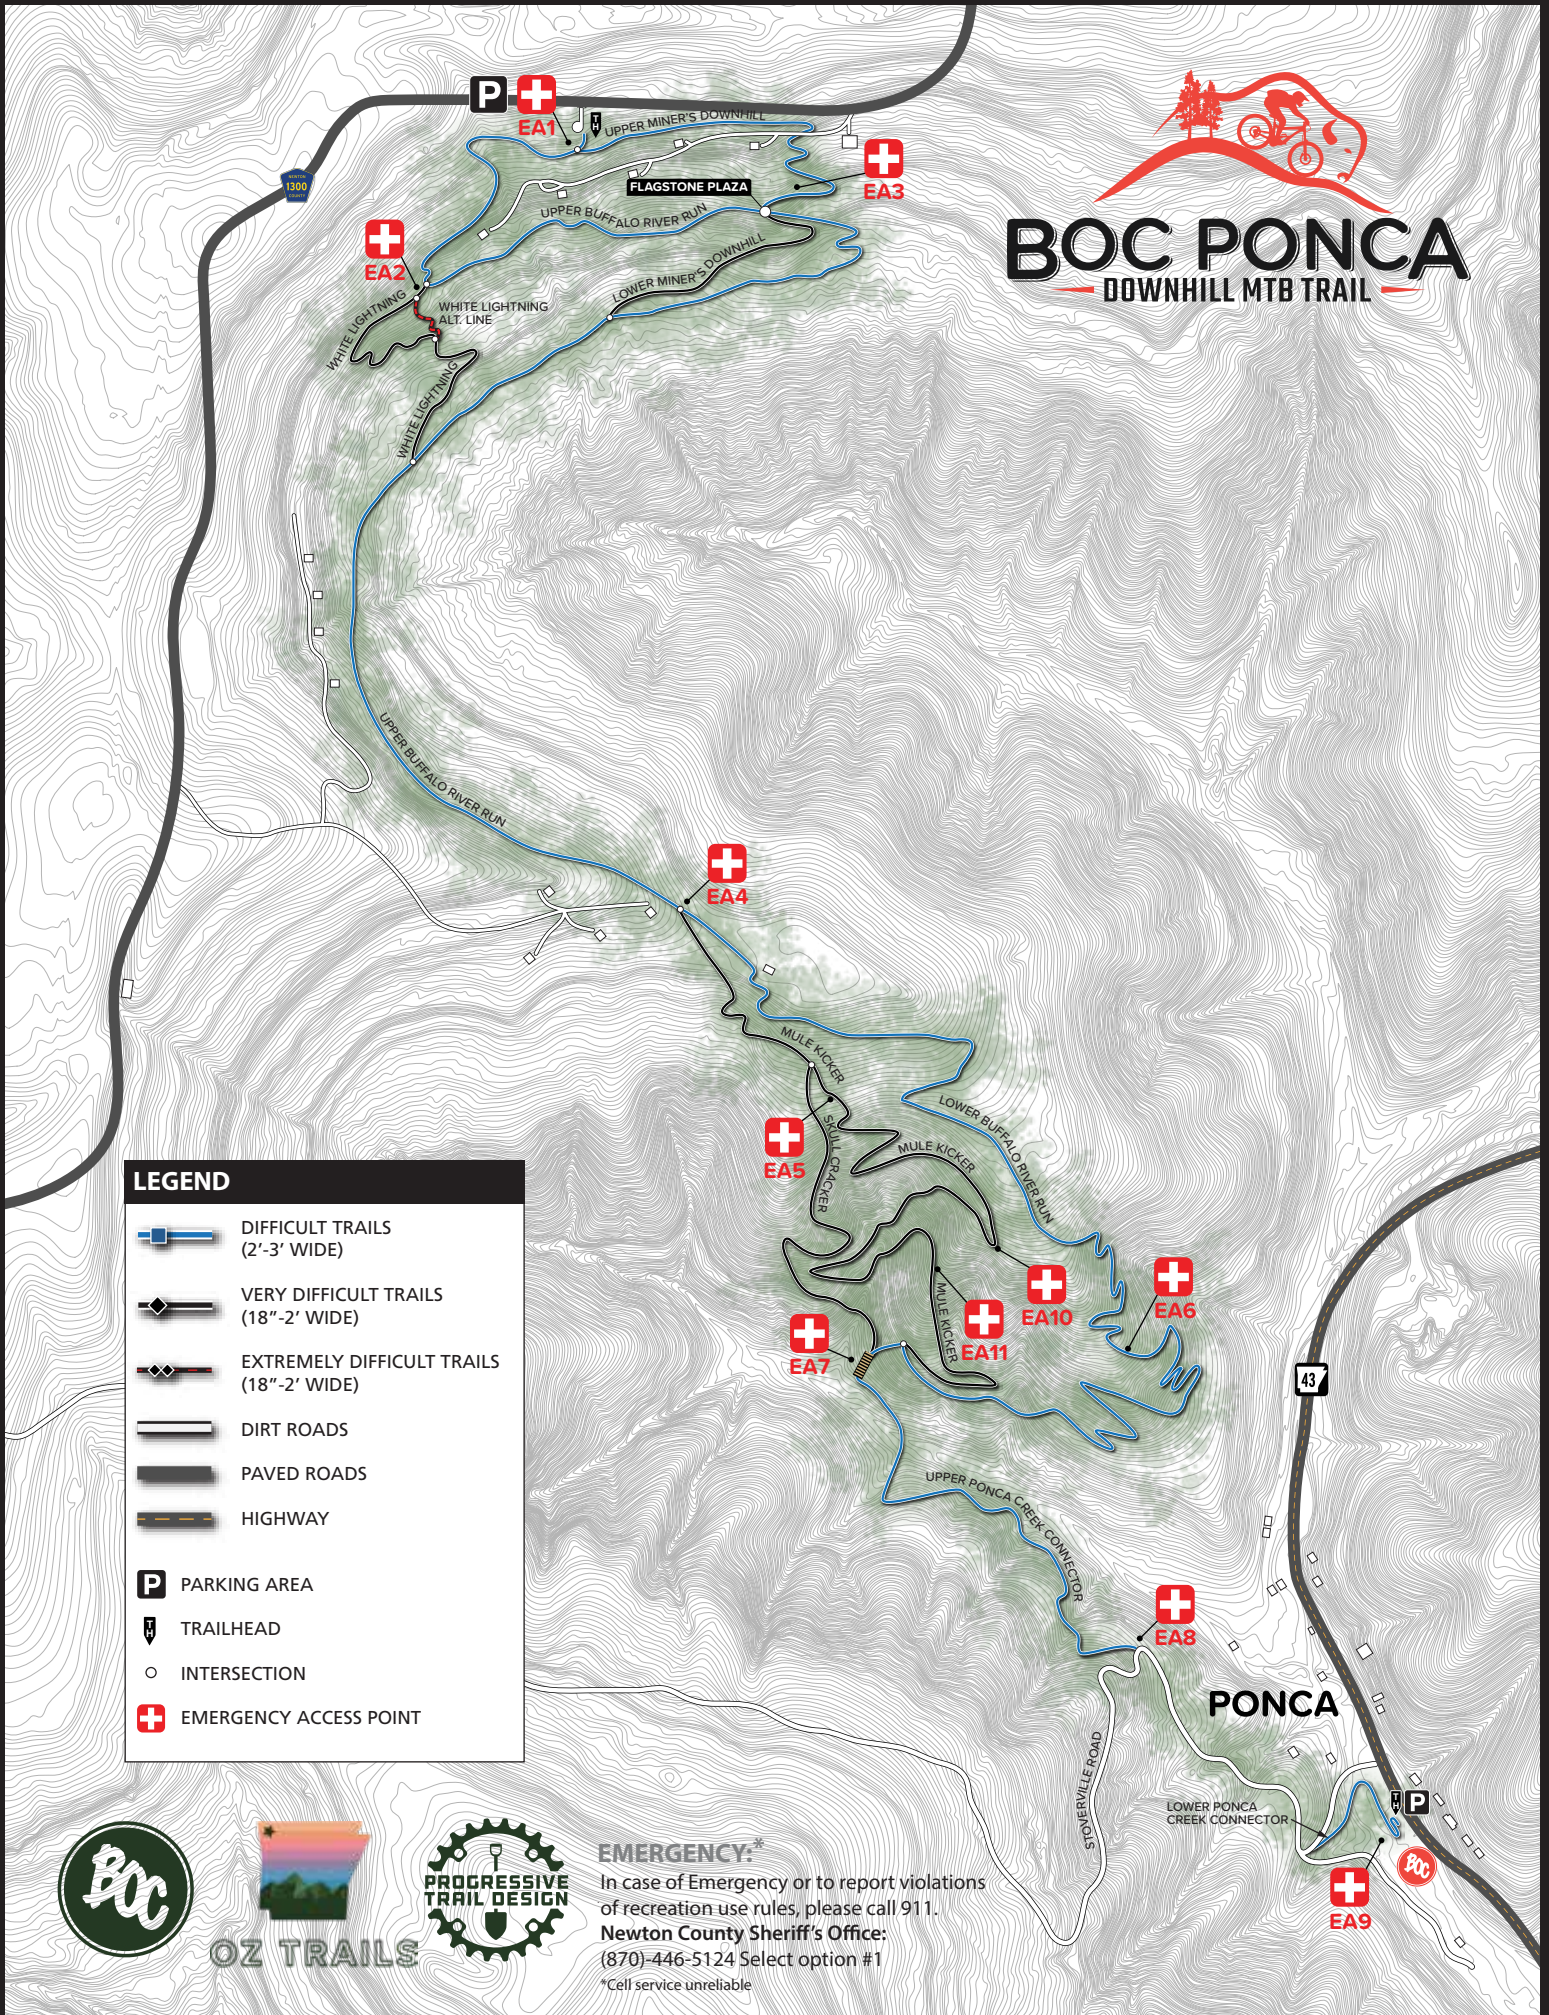 P
EA1
T
H
UPPER MINER'S DOWNHILL
EA3
NEWTON
1300
COUNTY
FLAGSTONE PLAZA
UPPER BUFFALO RIVER RUN
EA2
LOWER MINER'S DOWNHILL
WHITE LIGHTNING
WHITE LIGHTNING
ALT. LINE
WHITE LIGHTNING
BOC PONCA
DOWNHILL MTB TRAIL
UPPER BUFFALO RIVER RUN
EA4
MULE KICKER
LOWER BUFFALO RIVER RUN
EA5
SKULL CRACKER
MULE KICKER
EA10
EA6
EA11
MULE KICKER
EA7
43
UPPER PONCA CREEK CONNECTOR
EA8
PONCA
STOVERVILLE ROAD
LOWER PONCA
CREEK CONNECTOR
T
H
P
BOC
EA9
LEGEND
DIFFICULT TRAILS
(2'-3' WIDE)
VERY DIFFICULT TRAILS
(18"-2' WIDE)
EXTREMELY DIFFICULT TRAILS
(18"-2' WIDE)
DIRT ROADS
PAVED ROADS
HIGHWAY
P PARKING AREA
T
H
TRAILHEAD
INTERSECTION
EMERGENCY ACCESS POINT
BOC
OZ TRAILS
PROGRESSIVE
TRAIL DESIGN
EMERGENCY:*
In case of Emergency or to report violations
of recreation use rules, please call 911.
Newton County Sheriff's Office:
(870)-446-5124 Select option #1
*Cell service unreliable